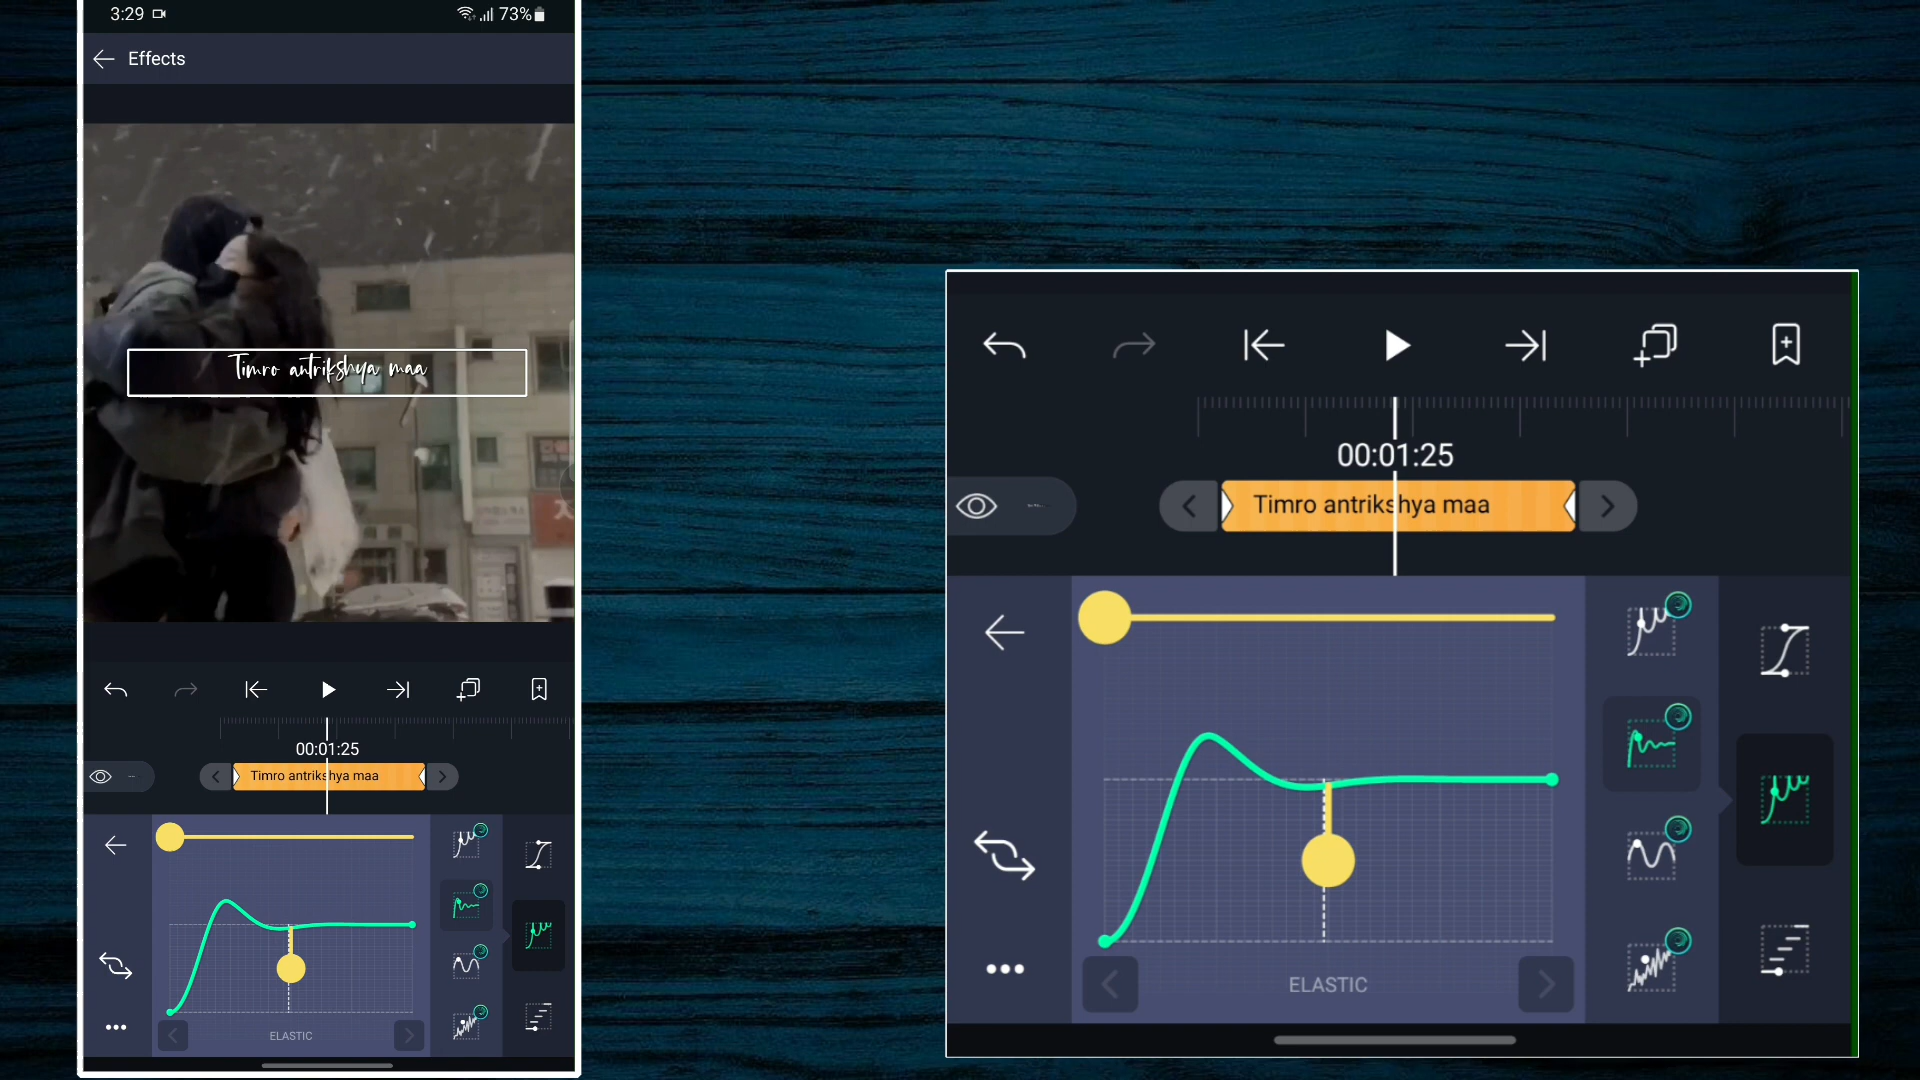 3:29
73%
Effects
Timro antrikshya maa
00:01:25
Timro antrikshya maa
ELASTIC
00:01:25
Timro antrikshya maa
ELASTIC